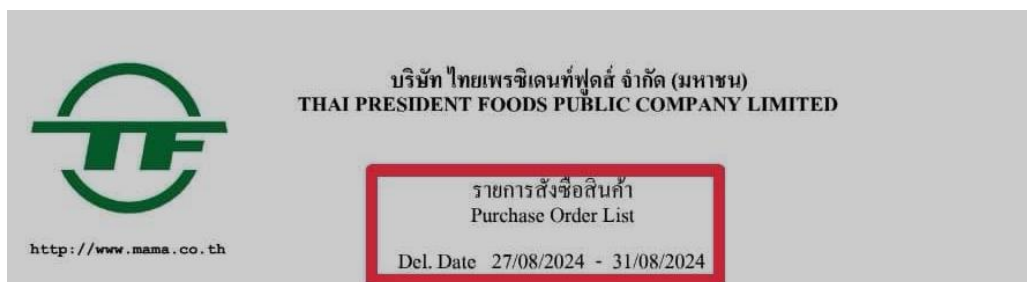 บริษัท ไทยเพรซิเดนท์ฟูดส์ จำกัด (มหาชน)
THAI PRESIDENT FOODS PUBLIC COMPANY LIMITED
TF
http://www.mama.co.th
รายการสั่งซื้อสินค้า
Purchase Order List
Del. Date 27/08/2024 - 31/08/2024